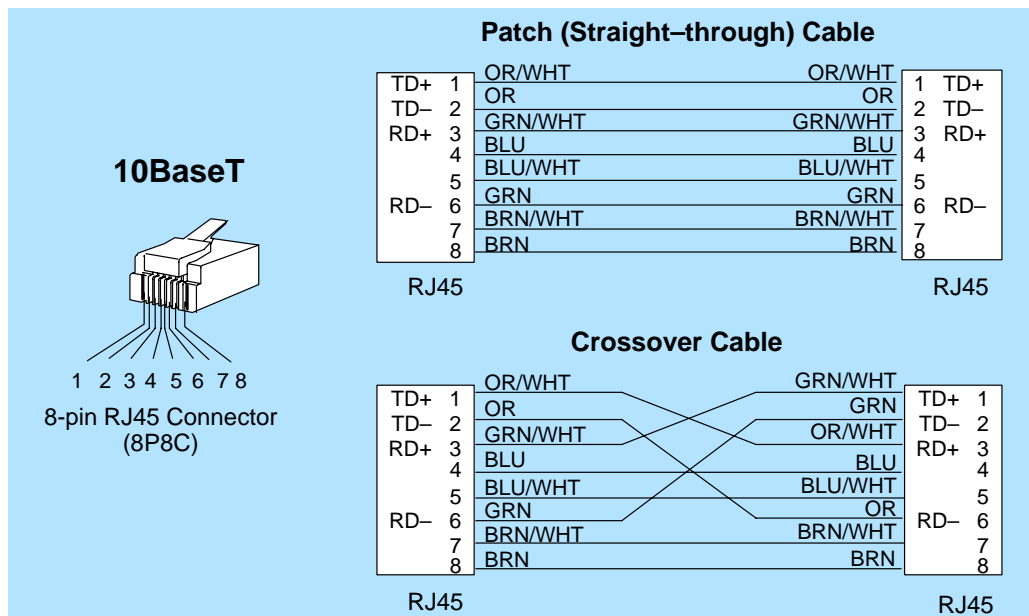 Patch (Straight–through) Cable
TD+ 1 OR/WHT OR/WHT 1 TD+
TD– 2 OR OR 2 TD–
RD+ 3 GRN/WHT GRN/WHT 3 RD+
4 BLU BLU 4
5 BLU/WHT BLU/WHT 5
RD– 6 GRN GRN 6 RD–
7 BRN/WHT BRN/WHT 7
8 BRN BRN 8
RJ45 RJ45
10BaseT
1 2 3 4 5 6 7 8
8-pin RJ45 Connector
(8P8C)
Crossover Cable
TD+ 1 OR/WHT GRN/WHT TD+ 1
TD– 2 OR GRN TD– 2
RD+ 3 GRN/WHT OR/WHT RD+ 3
4 BLU BLU 4
5 BLU/WHT BLU/WHT 5
RD– 6 GRN OR RD– 6
7 BRN/WHT BRN/WHT 7
8 BRN BRN 8
RJ45 RJ45